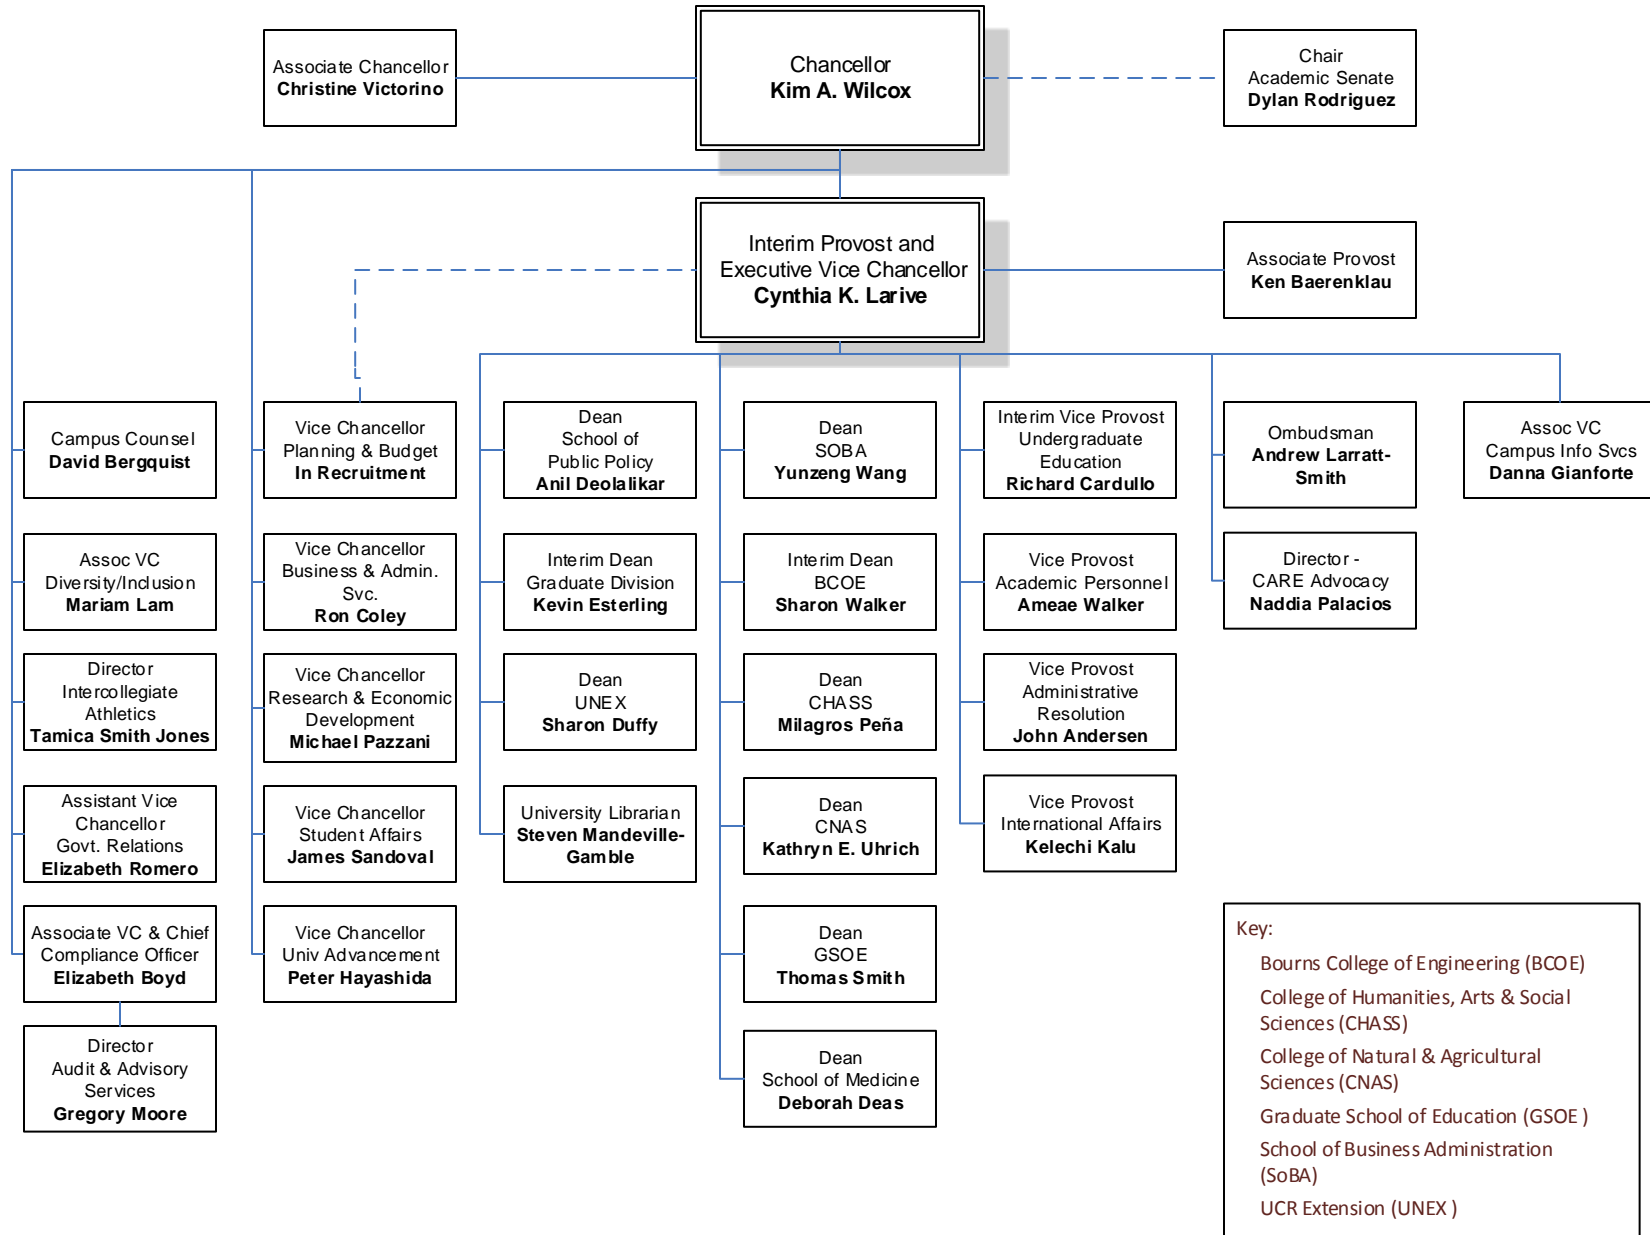 Associate Chancellor
Christine Victorino
Chancellor
Kim A. Wilcox
Chair
Academic Senate
Dylan Rodriguez
Interim Provost and
Executive Vice Chancellor
Cynthia K. Larive
Associate Provost
Ken Baerenklau
Campus Counsel
David Bergquist
Vice Chancellor
Planning & Budget
In Recruitment
Dean
School of
Public Policy
Anil Deolalikar
Dean
SOBA
Yunzeng Wang
Interim Vice Provost
Undergraduate
Education
Richard Cardullo
Ombudsman
Andrew Larratt-
Smith
Assoc VC
Campus Info Svcs
Danna Gianforte
Assoc VC
Diversity/Inclusion
Mariam Lam
Vice Chancellor
Business & Admin.
Svc.
Ron Coley
Interim Dean
Graduate Division
Kevin Esterling
Interim Dean
BCOE
Sharon Walker
Vice Provost
Academic Personnel
Ameae Walker
Director -
CARE Advocacy
Naddia Palacios
Director
Intercollegiate
Athletics
Tamica Smith Jones
Vice Chancellor
Research & Economic
Development
Michael Pazzani
Dean
UNEX
Sharon Duffy
Dean
CHASS
Milagros Peña
Vice Provost
Administrative
Resolution
John Andersen
Assistant Vice
Chancellor
Govt. Relations
Elizabeth Romero
Vice Chancellor
Student Affairs
James Sandoval
University Librarian
Steven Mandeville-
Gamble
Dean
CNAS
Kathryn E. Uhrich
Vice Provost
International Affairs
Kelechi Kalu
Associate VC & Chief
Compliance Officer
Elizabeth Boyd
Vice Chancellor
Univ Advancement
Peter Hayashida
Dean
GSOE
Thomas Smith
Director
Audit & Advisory
Services
Gregory Moore
Dean
School of Medicine
Deborah Deas
Key:
Bourns College of Engineering (BCOE)
College of Humanities, Arts & Social
Sciences (CHASS)
College of Natural & Agricultural
Sciences (CNAS)
Graduate School of Education (GSOE )
School of Business Administration
(SoBA)
UCR Extension (UNEX )